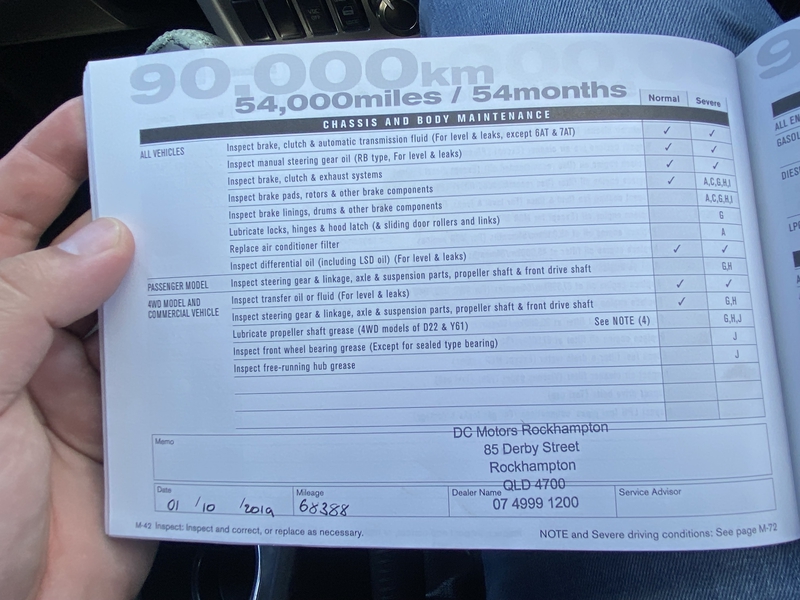 90,000km
54,000miles / 54months
Normal Severe
CHASSIS AND BODY MAINTENANCE
ALL VEHICLES Inspect brake, clutch & automatic transmission fluid (For level & leaks, except 6AT & 7AT) ✓ ✓
Inspect manual steering gear oil (RB type, For level & leaks) ✓ ✓
Inspect brake, clutch & exhaust systems ✓ ✓
Inspect brake pads, rotors & other brake components ✓ A,C,G,H,I
Inspect brake linings, drums & other brake components A,C,G,H,I
Lubricate locks, hinges & hood latch (& sliding door rollers and links) G
Replace air conditioner filter A
Inspect differential oil (including LSD oil) (For level & leaks) ✓ ✓
PASSENGER MODEL Inspect steering gear & linkage, axle & suspension parts, propeller shaft & front drive shaft G,H
4WD MODEL AND Inspect transfer oil or fluid (For level & leaks) ✓ ✓
COMMERCIAL VEHICLE Inspect steering gear & linkage, axle & suspension parts, propeller shaft & front drive shaft ✓ G,H
Lubricate propeller shaft grease (4WD models of D22 & Y61) See NOTE (4) G,H,J
Inspect front wheel bearing grease (Except for sealed type bearing) J
Inspect free-running hub grease J
Memo
DC Motors Rockhampton
85 Derby Street
Rockhampton
QLD 4700
07 4999 1200
Date 01 /10 /2019
Mileage 68388
Dealer Name
Service Advisor
M-42 Inspect: Inspect and correct, or replace as necessary.
NOTE and Severe driving conditions: See page M-72
9
ALL EN
GASOL
DIES
LP